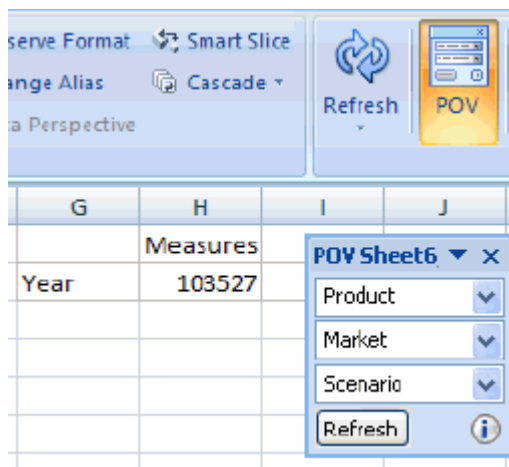 serve Format Smart Slice
ange Alias Cascade
a Perspective
Refresh
POV
G H I J
Measures
Year 103527
POV Sheet6
Product
Market
Scenario
Refresh